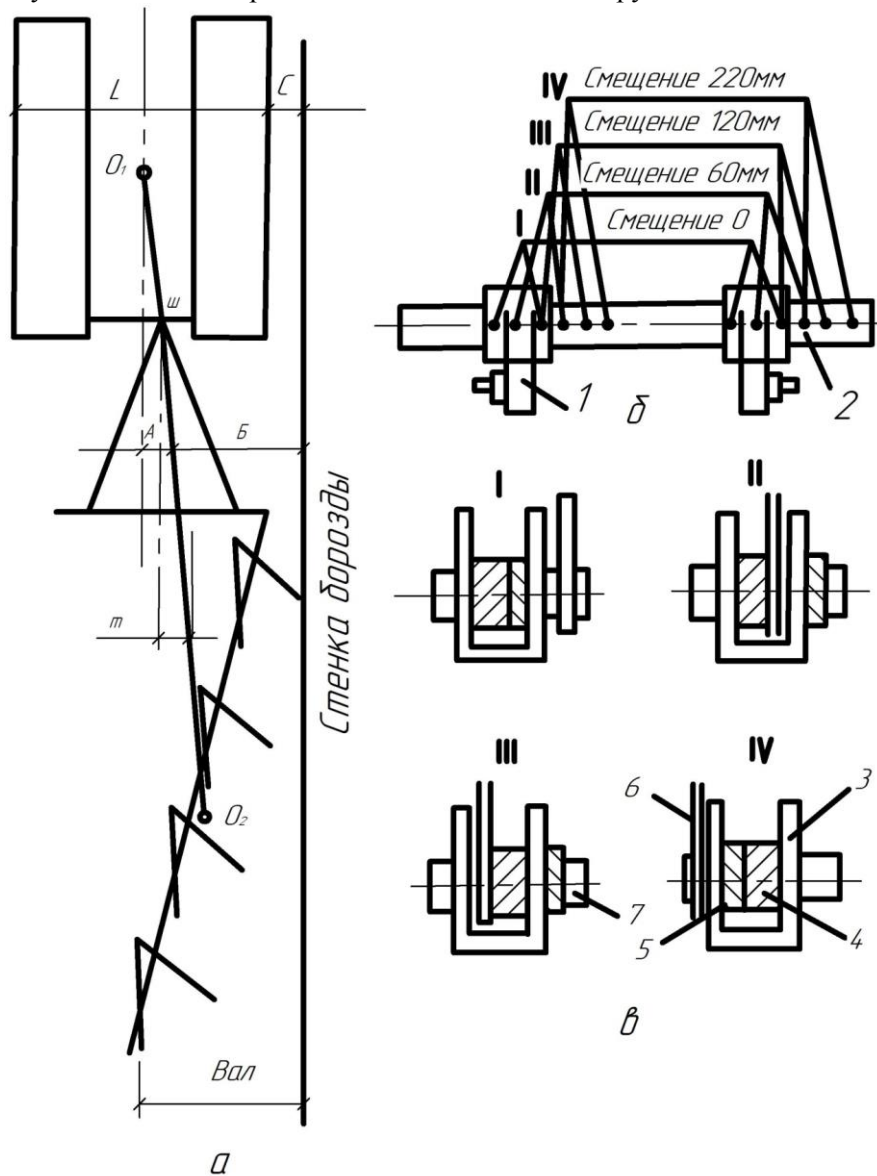 L
C
O₁
ш
А
Б
m
O₂
Стенка борозды
Вал
а
IV
Смещение 220мм
III
Смещение 120мм
II
Смещение 60мм
I
Смещение 0
1
б
2
I
II
III
IV
6
3
7
5
4
в